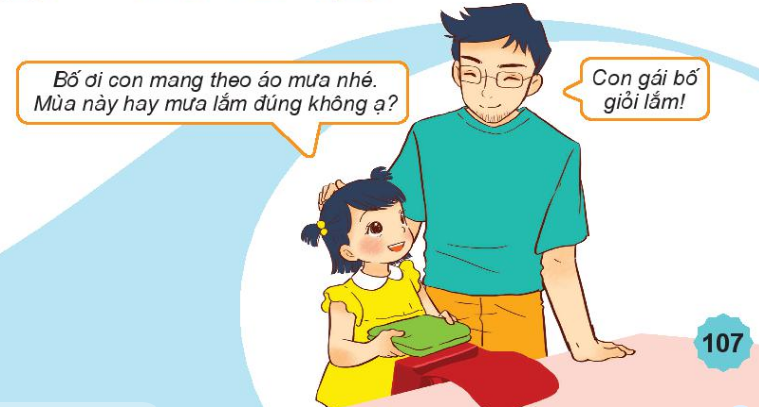 Bố ơi con mang theo áo mưa nhé.
Mùa này hay mưa lắm đúng không ạ?
Con gái bố
giỏi lắm!
107